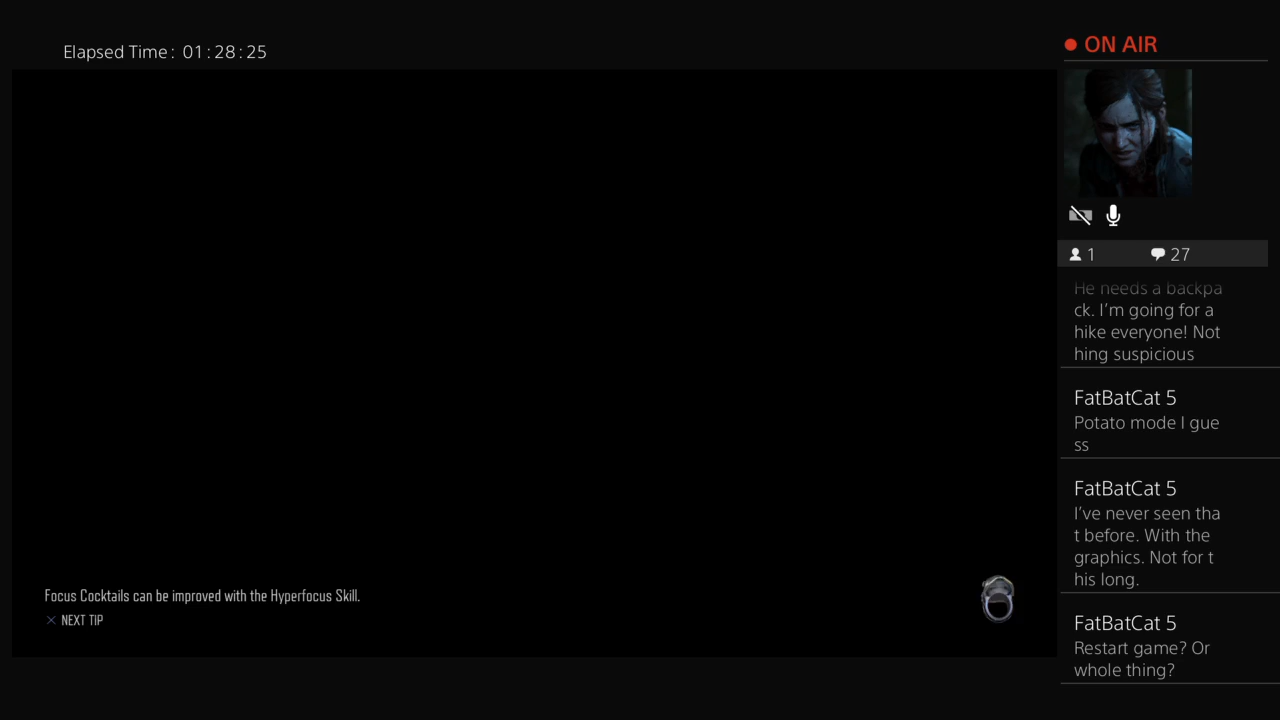 Elapsed Time: 01:28:25
ON AIR
1
27
He needs a backpa
ck. I'm going for a
hike everyone! Not
hing suspicious
FatBatCat 5
Potato mode I gue
ss
FatBatCat 5
I've never seen tha
t before. With the
graphics. Not for t
his long.
FatBatCat 5
Restart game? Or
whole thing?
Focus Cocktails can be improved with the Hyperfocus Skill.
NEXT TIP